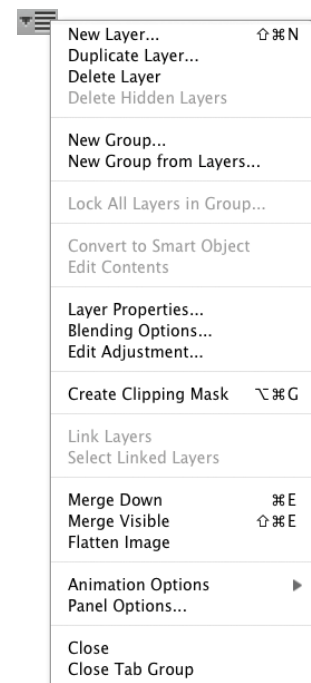 New Layer... ⇧⌘N
Duplicate Layer...
Delete Layer
Delete Hidden Layers
New Group...
New Group from Layers...
Lock All Layers in Group...
Convert to Smart Object
Edit Contents
Layer Properties...
Blending Options...
Edit Adjustment...
Create Clipping Mask ⌥⌘G
Link Layers
Select Linked Layers
Merge Down ⌘E
Merge Visible ⇧⌘E
Flatten Image
Animation Options
Panel Options...
Close
Close Tab Group